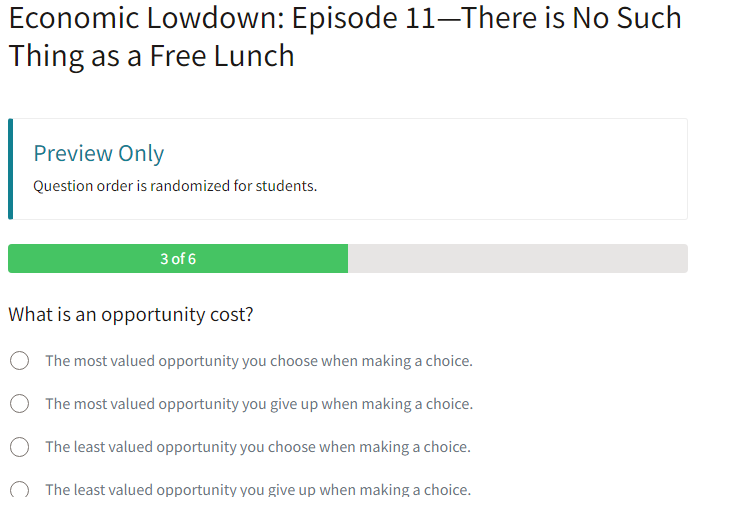 Economic Lowdown: Episode 11—There is No Such
Thing as a Free Lunch
Preview Only
Question order is randomized for students.
3 of 6
What is an opportunity cost?
The most valued opportunity you choose when making a choice.
The most valued opportunity you give up when making a choice.
The least valued opportunity you choose when making a choice.
The least valued opportunity you give up when making a choice.